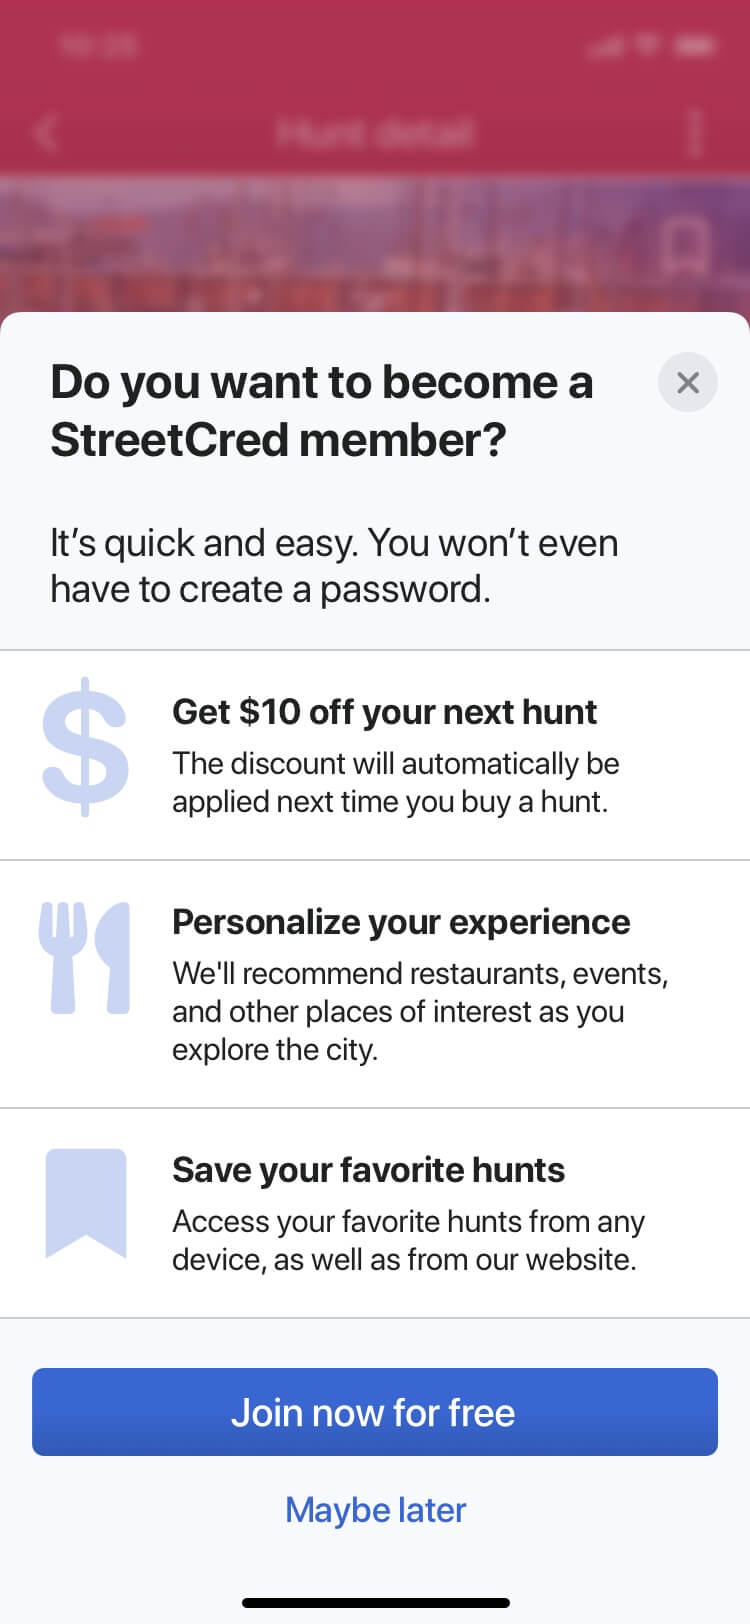 10:25
Hunt detail
Do you want to become a
StreetCred member?
It’s quick and easy. You won’t even
have to create a password.
Get $10 off your next hunt
The discount will automatically be
applied next time you buy a hunt.
Personalize your experience
We'll recommend restaurants, events,
and other places of interest as you
explore the city.
Save your favorite hunts
Access your favorite hunts from any
device, as well as from our website.
Join now for free
Maybe later